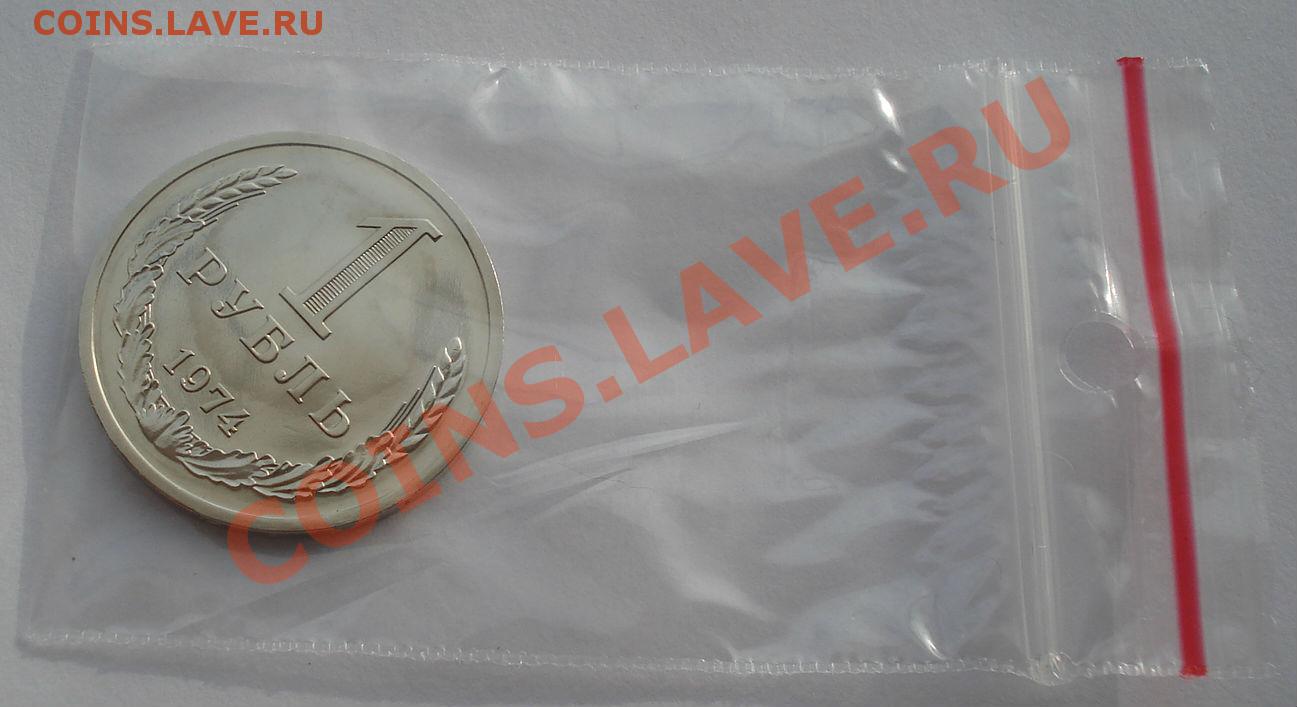 COINS.LAVE.RU
COINS.LAVE.RU
1
РУБЛЬ
1974